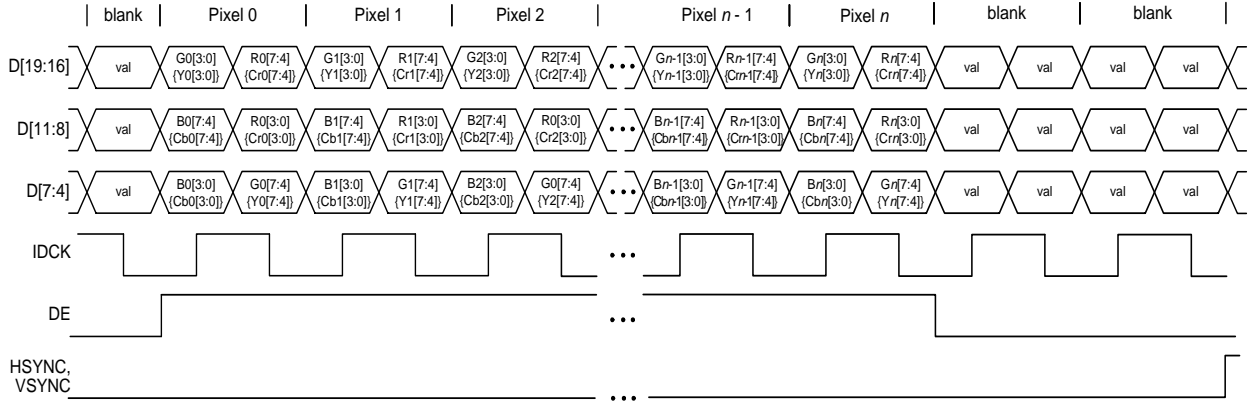 blank Pixel 0 Pixel 1 Pixel 2 Pixel n - 1 Pixel n blank blank
D[19:16] val G0[3:0] R0[7:4] G1[3:0] R1[7:4] G2[3:0] R2[7:4] Gn-1[3:0] Rn-1[7:4] Gn[3:0] Rn[7:4] val val val val
{Y0[3:0]} {Cr0[7:4]} {Y1[3:0]} {Cr1[7:4]} {Y2[3:0]} {Cr2[7:4]} {Yn-1[3:0]} {Crn-1[7:4]} {Yn[3:0]} {Crn[7:4]}
D[11:8] val B0[7:4] R0[3:0] B1[7:4] R1[3:0] B2[7:4] R0[3:0] Bn-1[7:4] Rn-1[3:0] Bn[7:4] Rn[3:0] val val val val
{Cb0[7:4]} {Cr0[3:0]} {Cb1[7:4]} {Cr1[3:0]} {Cb2[7:4]} {Cr2[3:0]} {Cbn-1[7:4]} {Crn-1[3:0]} {Cbn[7:4]} {Crn[3:0]}
D[7:4] val B0[3:0] G0[7:4] B1[3:0] G1[7:4] B2[3:0] G0[7:4] Bn-1[3:0] Gn-1[7:4] Bn[3:0] Gn[7:4] val val val val
{Cb0[3:0]} {Y0[7:4]} {Cb1[3:0]} {Y1[7:4]} {Cb2[3:0]} {Y2[7:4]} {Cbn-1[3:0]} {Yn-1[7:4]} {Cbn[3:0} {Yn[7:4]}
IDCK
DE
HSYNC,
VSYNC